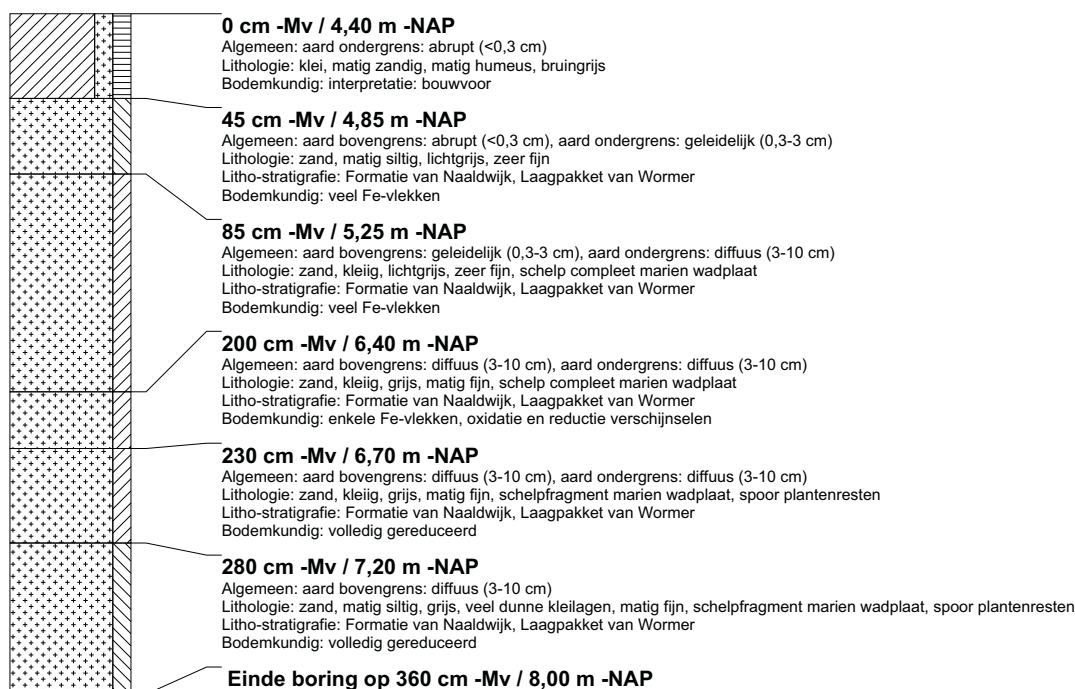 0 cm -Mv / 4,40 m -NAP
Algemeen: aard ondergrens: abrupt (<0,3 cm)
Lithologie: klei, matig zandig, matig humeus, bruingrijs
Bodemkundig: interpretatie: bouwvoor
45 cm -Mv / 4,85 m -NAP
Algemeen: aard bovengrens: abrupt (<0,3 cm), aard ondergrens: geleidelijk (0,3-3 cm)
Lithologie: zand, matig siltig, lichtgrijs, zeer fijn
Litho-stratigrafie: Formatie van Naaldwijk, Laagpakket van Wormer
Bodemkundig: veel Fe-vlekken
85 cm -Mv / 5,25 m -NAP
Algemeen: aard bovengrens: geleidelijk (0,3-3 cm), aard ondergrens: diffuus (3-10 cm)
Lithologie: zand, kleiig, lichtgrijs, zeer fijn, schelp compleet marien wadplaat
Litho-stratigrafie: Formatie van Naaldwijk, Laagpakket van Wormer
Bodemkundig: veel Fe-vlekken
200 cm -Mv / 6,40 m -NAP
Algemeen: aard bovengrens: diffuus (3-10 cm), aard ondergrens: diffuus (3-10 cm)
Lithologie: zand, kleiig, grijs, matig fijn, schelp compleet marien wadplaat
Litho-stratigrafie: Formatie van Naaldwijk, Laagpakket van Wormer
Bodemkundig: enkele Fe-vlekken, oxidatie en reductie verschijnselen
230 cm -Mv / 6,70 m -NAP
Algemeen: aard bovengrens: diffuus (3-10 cm), aard ondergrens: diffuus (3-10 cm)
Lithologie: zand, kleiig, grijs, matig fijn, schelpfragment marien wadplaat, spoor plantenresten
Litho-stratigrafie: Formatie van Naaldwijk, Laagpakket van Wormer
Bodemkundig: volledig gereduceerd
280 cm -Mv / 7,20 m -NAP
Algemeen: aard bovengrens: diffuus (3-10 cm)
Lithologie: zand, matig siltig, grijs, veel dunne kleilagen, matig fijn, schelpfragment marien wadplaat, spoor plantenresten
Litho-stratigrafie: Formatie van Naaldwijk, Laagpakket van Wormer
Bodemkundig: volledig gereduceerd
Einde boring op 360 cm -Mv / 8,00 m -NAP